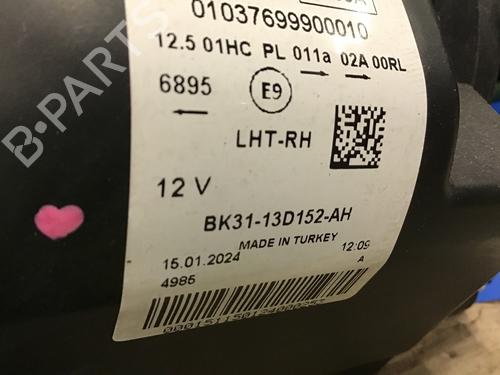 01037699900010
12.5 01HC PL 011a 02A 00RL
6895 E9
LHT-RH
12 V
BK31-13D152-AH
MADE IN TURKEY
15.01.2024 12:09
4985 A
B-PARTS